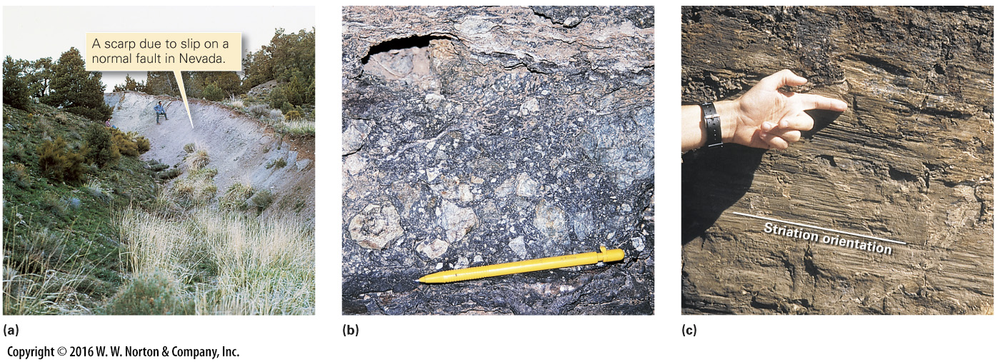 A scarp due to slip on a
normal fault in Nevada.
Striation orientation
(a)
(b)
(c)
Copyright © 2016 W. W. Norton & Company, Inc.